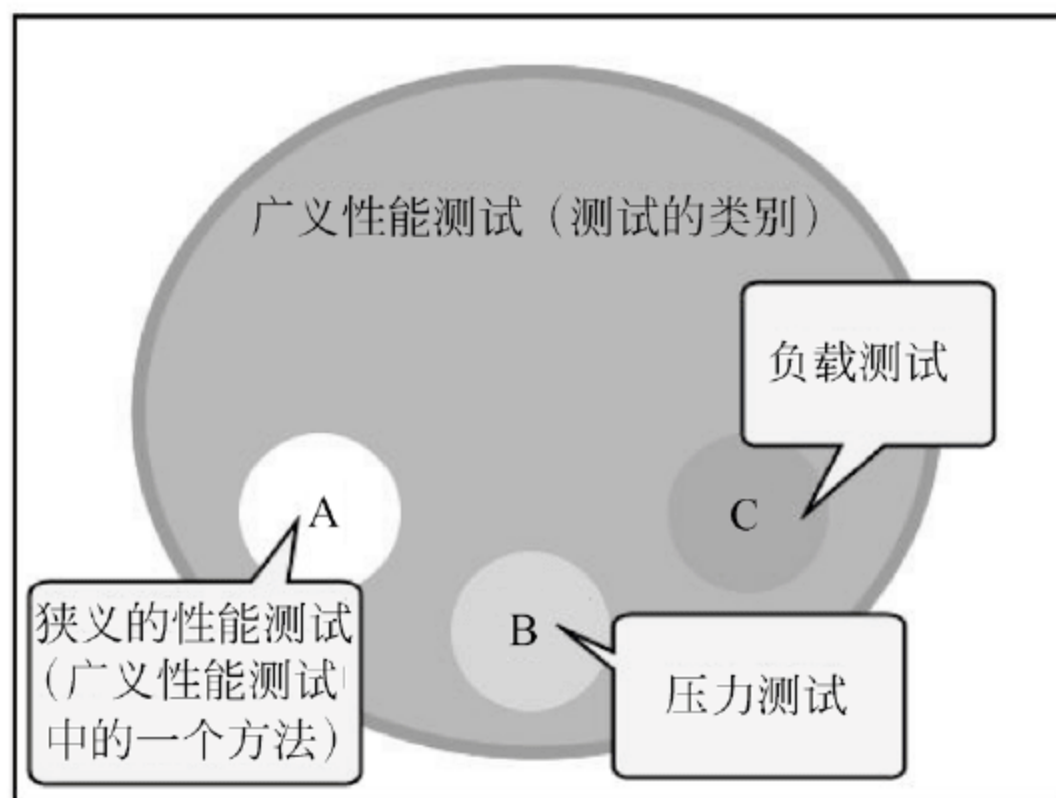 广义性能测试（测试的类别）
负载测试
A
C
狭义的性能测试
（广义性能测试
中的一个方法）
B
压力测试